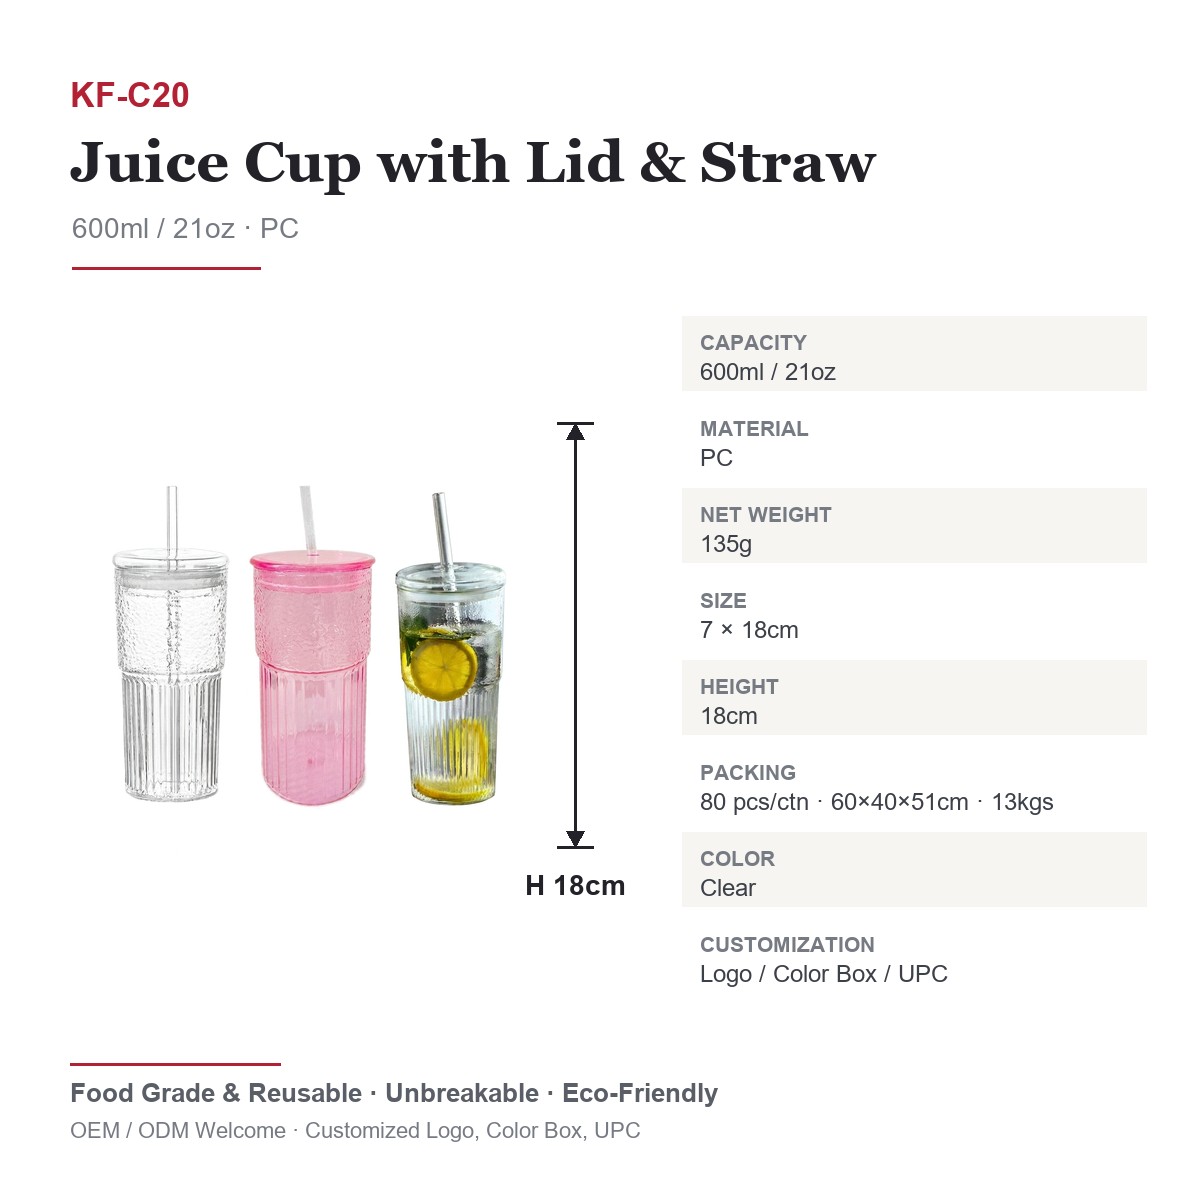 KF-C20
Juice Cup with Lid & Straw
600ml / 21oz · PC
CAPACITY
600ml / 21oz
MATERIAL
PC
NET WEIGHT
135g
SIZE
7 × 18cm
HEIGHT
18cm
PACKING
80 pcs/ctn · 60×40×51cm · 13kgs
COLOR
Clear
CUSTOMIZATION
Logo / Color Box / UPC
H 18cm
Food Grade & Reusable · Unbreakable · Eco-Friendly
OEM / ODM Welcome · Customized Logo, Color Box, UPC